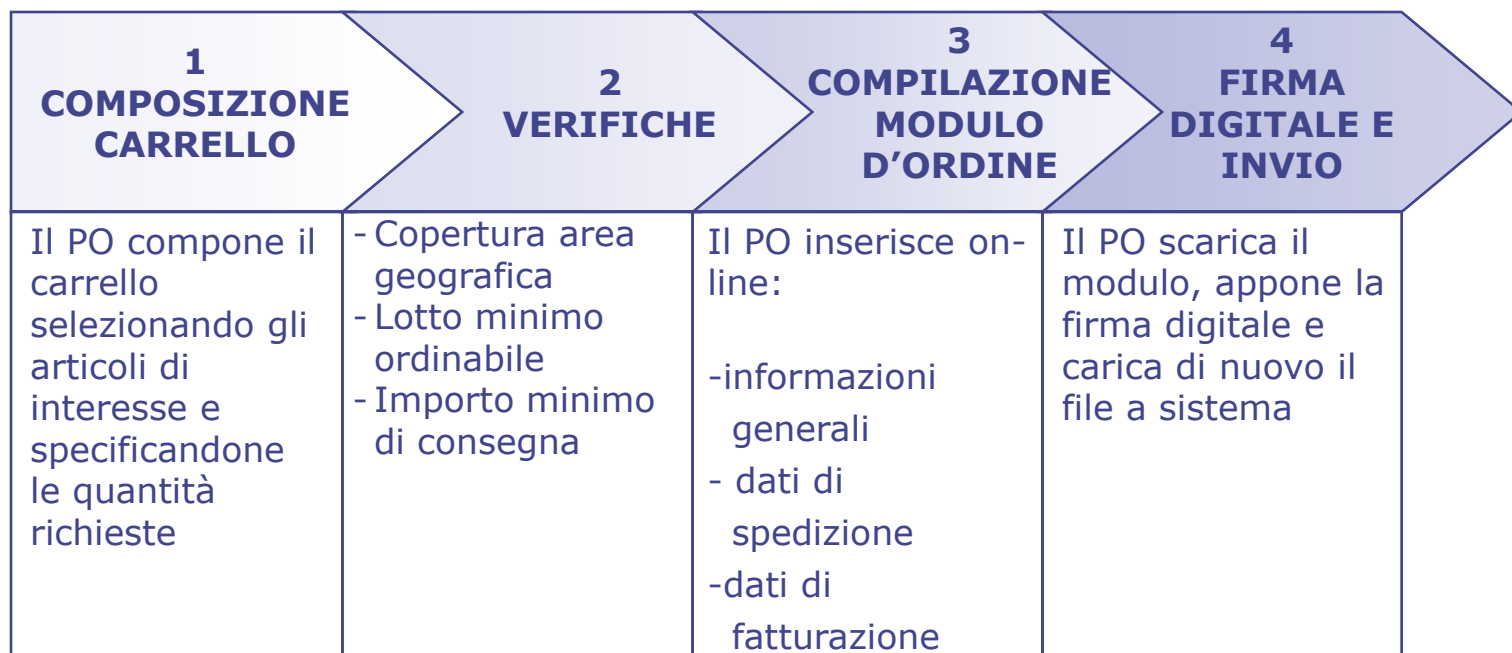 1
COMPOSIZIONE
CARRELLO
2
VERIFICHE
3
COMPILAZIONE
MODULO
D’ORDINE
4
FIRMA
DIGITALE E
INVIO
Il PO compone il
carrello
selezionando gli
articoli di
interesse e
specificandone
le quantità
richieste
- Copertura area
geografica
- Lotto minimo
ordinabile
- Importo minimo
di consegna
Il PO inserisce on-
line:
-informazioni
generali
- dati di
spedizione
-dati di
fatturazione
Il PO scarica il
modulo, appone la
firma digitale e
carica di nuovo il
file a sistema